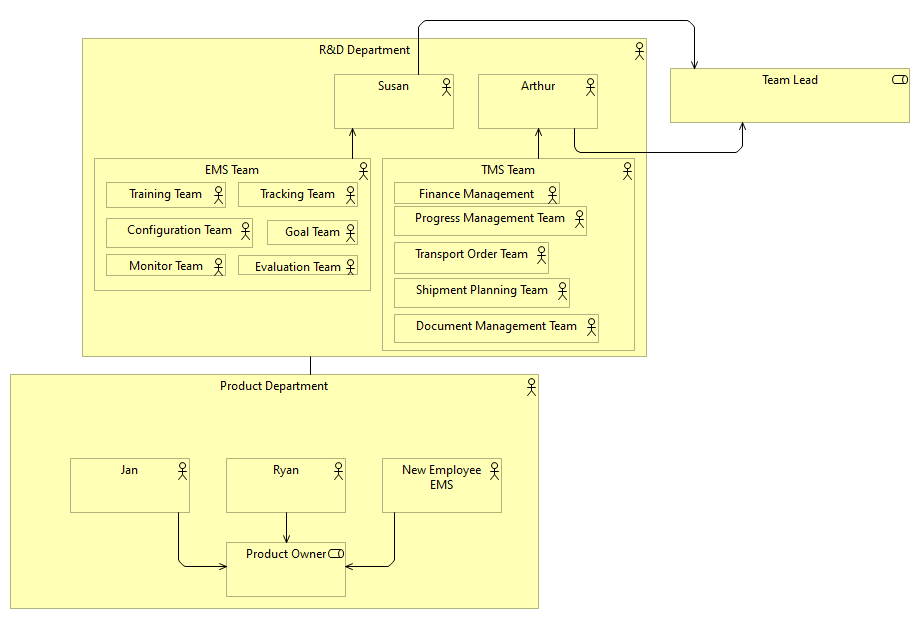 R&D Department
Susan
Arthur
Team Lead
EMS Team
Training Team
Tracking Team
Configuration Team
Goal Team
Monitor Team
Evaluation Team
TMS Team
Finance Management
Progress Management Team
Transport Order Team
Shipment Planning Team
Document Management Team
Product Department
Jan
Ryan
New Employee
EMS
Product Owner